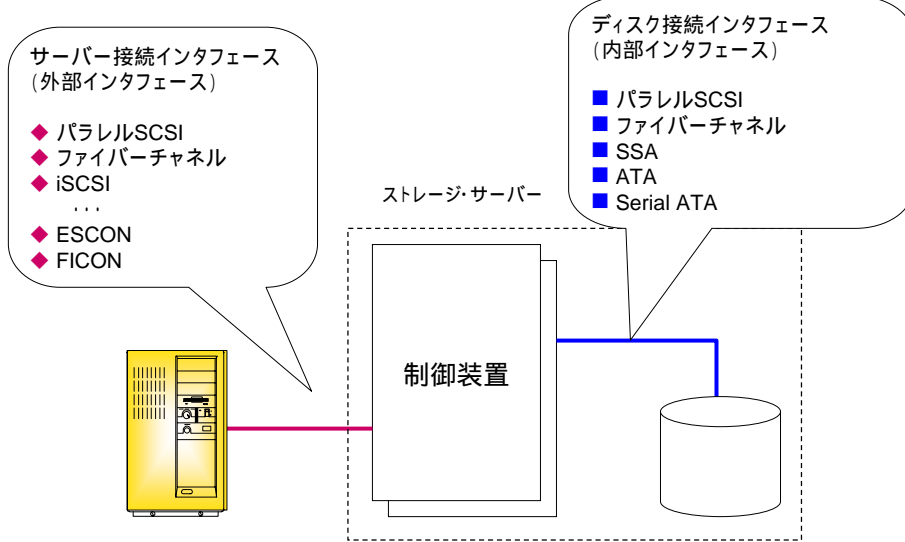 サーバー接続インタフェース
(外部インタフェース)
◆ パラレルSCSI
◆ ファイバーチャネル
◆ iSCSI
・・・
◆ ESCON
◆ FICON
ディスク接続インタフェース
(内部インタフェース)
■ パラレルSCSI
■ ファイバーチャネル
■ SSA
■ ATA
■ Serial ATA
ストレージ・サーバー
制御装置